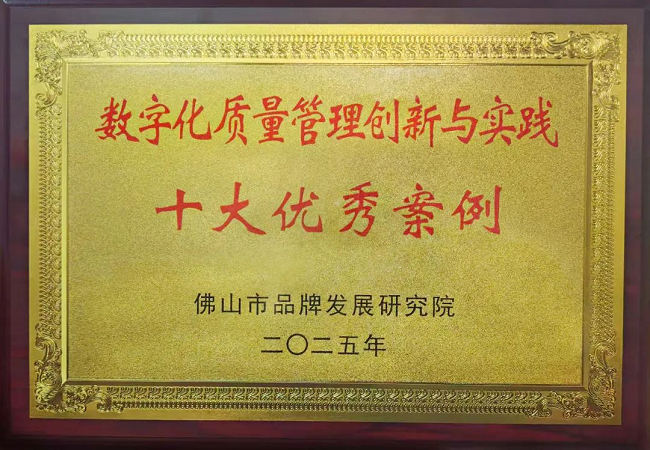 数字化质量管理创新与实践
十大优秀案例
佛山市品牌发展研究院
二〇二五年